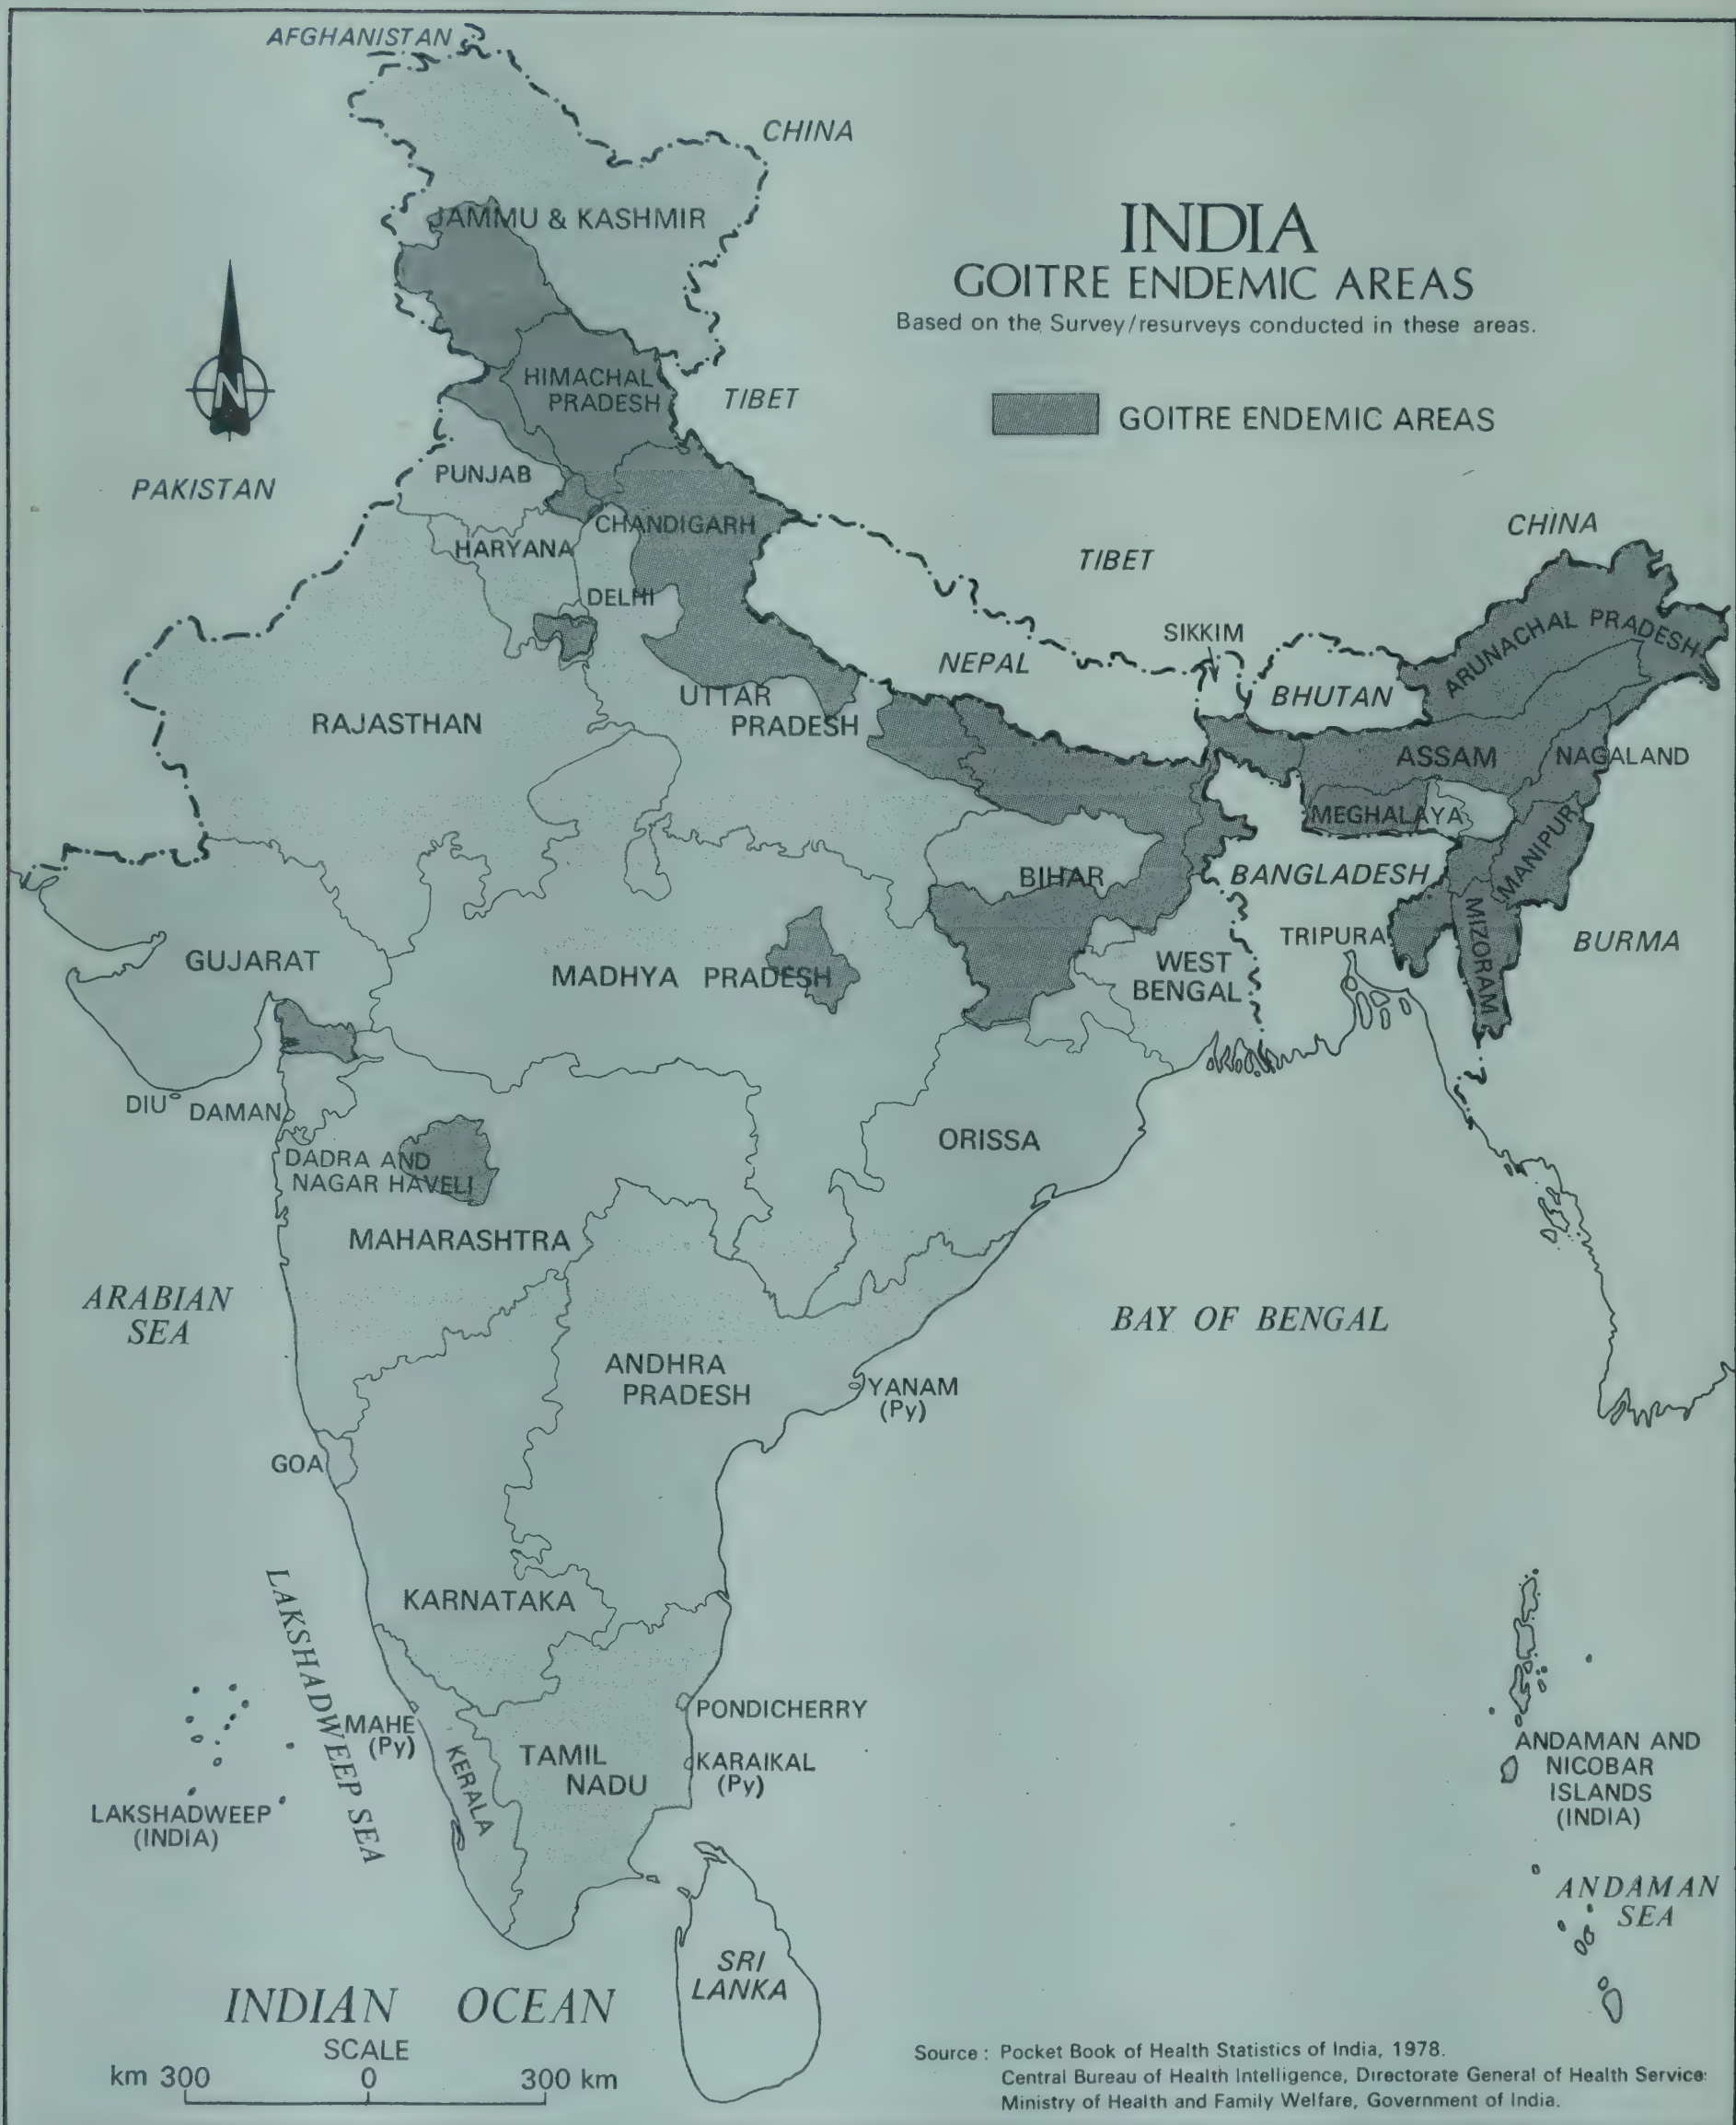 AFGHANISTAN
CHINA
JAMMU & KASHMIR
INDIA
GOITRE ENDEMIC AREAS
Based on the Survey/resurveys conducted in these areas.
GOITRE ENDEMIC AREAS
N
HIMACHAL
PRADESH
TIBET
PAKISTAN
PUNJAB
CHANDIGARH
HARYANA
DELHI
TIBET
CHINA
SIKKIM
NEPAL
BHUTAN
ARUNACHAL PRADESH
RAJASTHAN
UTTAR
PRADESH
ASSAM
NAGALAND
MEGHALAYA
MANIPUR
BIHAR
BANGLADESH
MIZORAM
TRIPURA
BURMA
GUJARAT
MADHYA PRADESH
WEST
BENGAL
DIU
DAMAN
DADRA AND
NAGAR HAVELI
ORISSA
MAHARASHTRA
ARABIAN
SEA
BAY OF BENGAL
ANDHRA
PRADESH
YANAM
(Py)
GOA
KARNATAKA
LAKSHADWEEP SEA
PONDICHERRY
MAHE
(Py)
KERALA
TAMIL
NADU
KARAIKAL
(Py)
LAKSHADWEEP
(INDIA)
ANDAMAN AND
NICOBAR
ISLANDS
(INDIA)
ANDAMAN
SEA
SRI
LANKA
INDIAN OCEAN
SCALE
km 300 0 300 km
Source : Pocket Book of Health Statistics of India, 1978.
Central Bureau of Health Intelligence, Directorate General of Health Service
Ministry of Health and Family Welfare, Government of India.